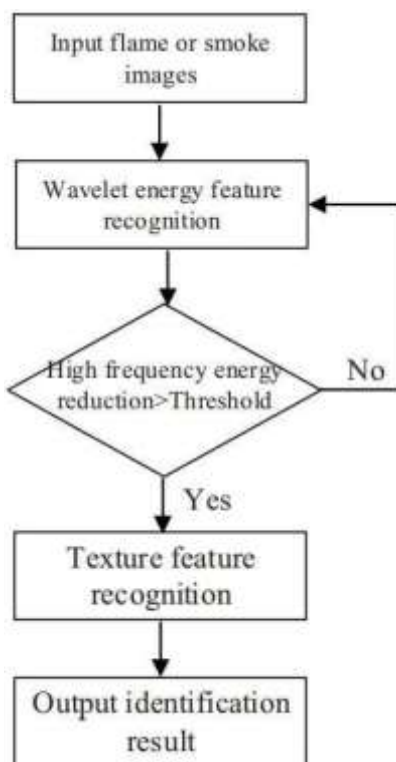 Input flame or smoke
images
Wavelet energy feature
recognition
High frequency energy
reduction>Threshold
No
Yes
Texture feature
recognition
Output identification
result